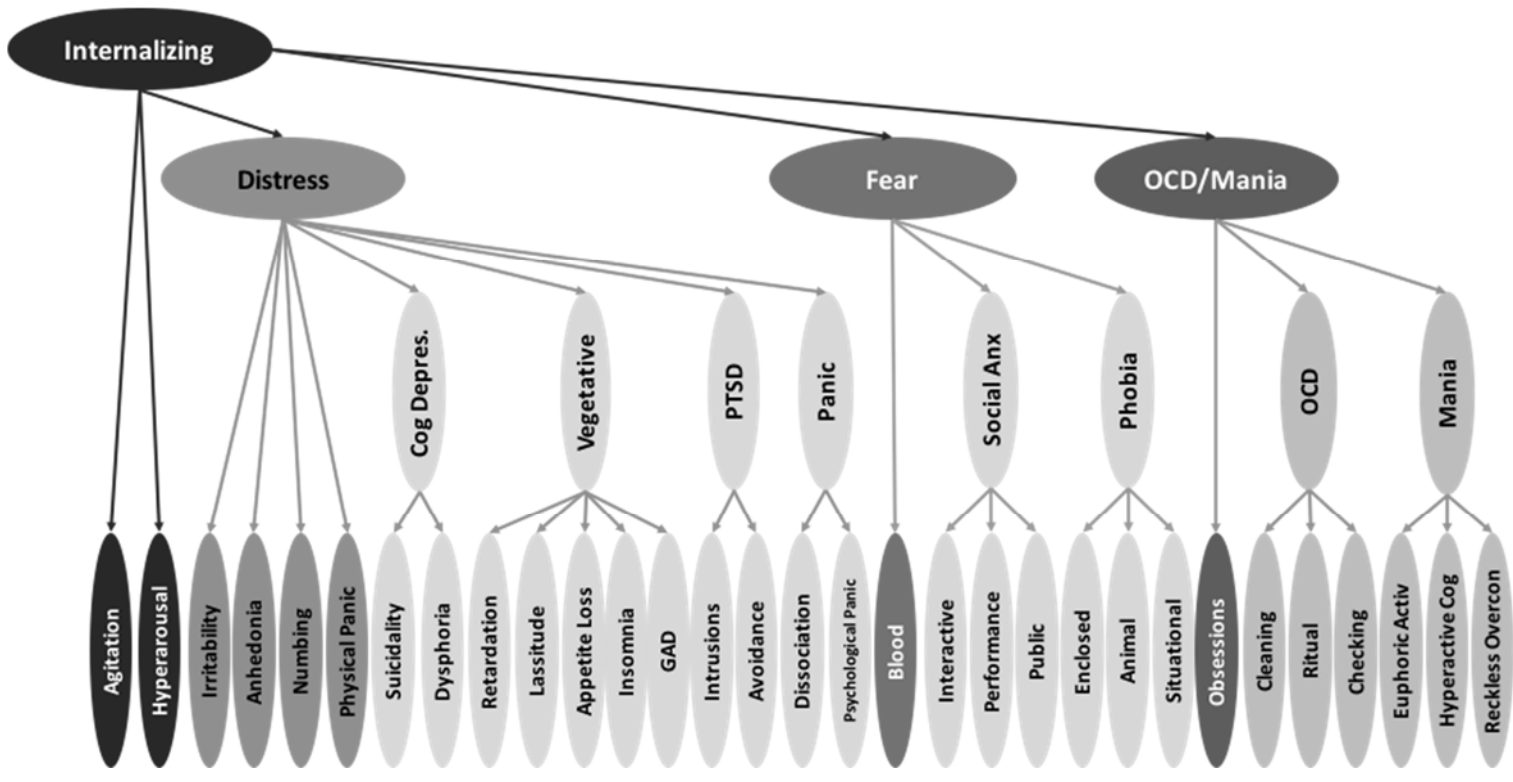 Internalizing
Distress
Fear
OCD/Mania
Cog Depres.
Vegetative
PTSD
Panic
Social Anx
Phobia
OCD
Mania
Agitation
Hyperarousal
Irritability
Anhedonia
Numbing
Physical Panic
Suicidality
Dysphoria
Retardation
Lassitude
Appetite Loss
Insomnia
GAD
Intrusions
Avoidance
Dissociation
Psychological Panic
Blood
Interactive
Performance
Public
Enclosed
Animal
Situational
Obsessions
Cleaning
Ritual
Checking
Euphoric Activ
Hyperactive Cog
Reckless Overcon